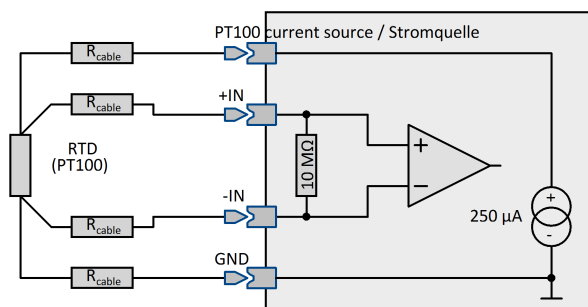 PT100 current source / Stromquelle
Rcable
+IN
Rcable
RTD
(PT100)
10 MΩ
+
−
-IN
Rcable
250 µA
+
-
GND
Rcable